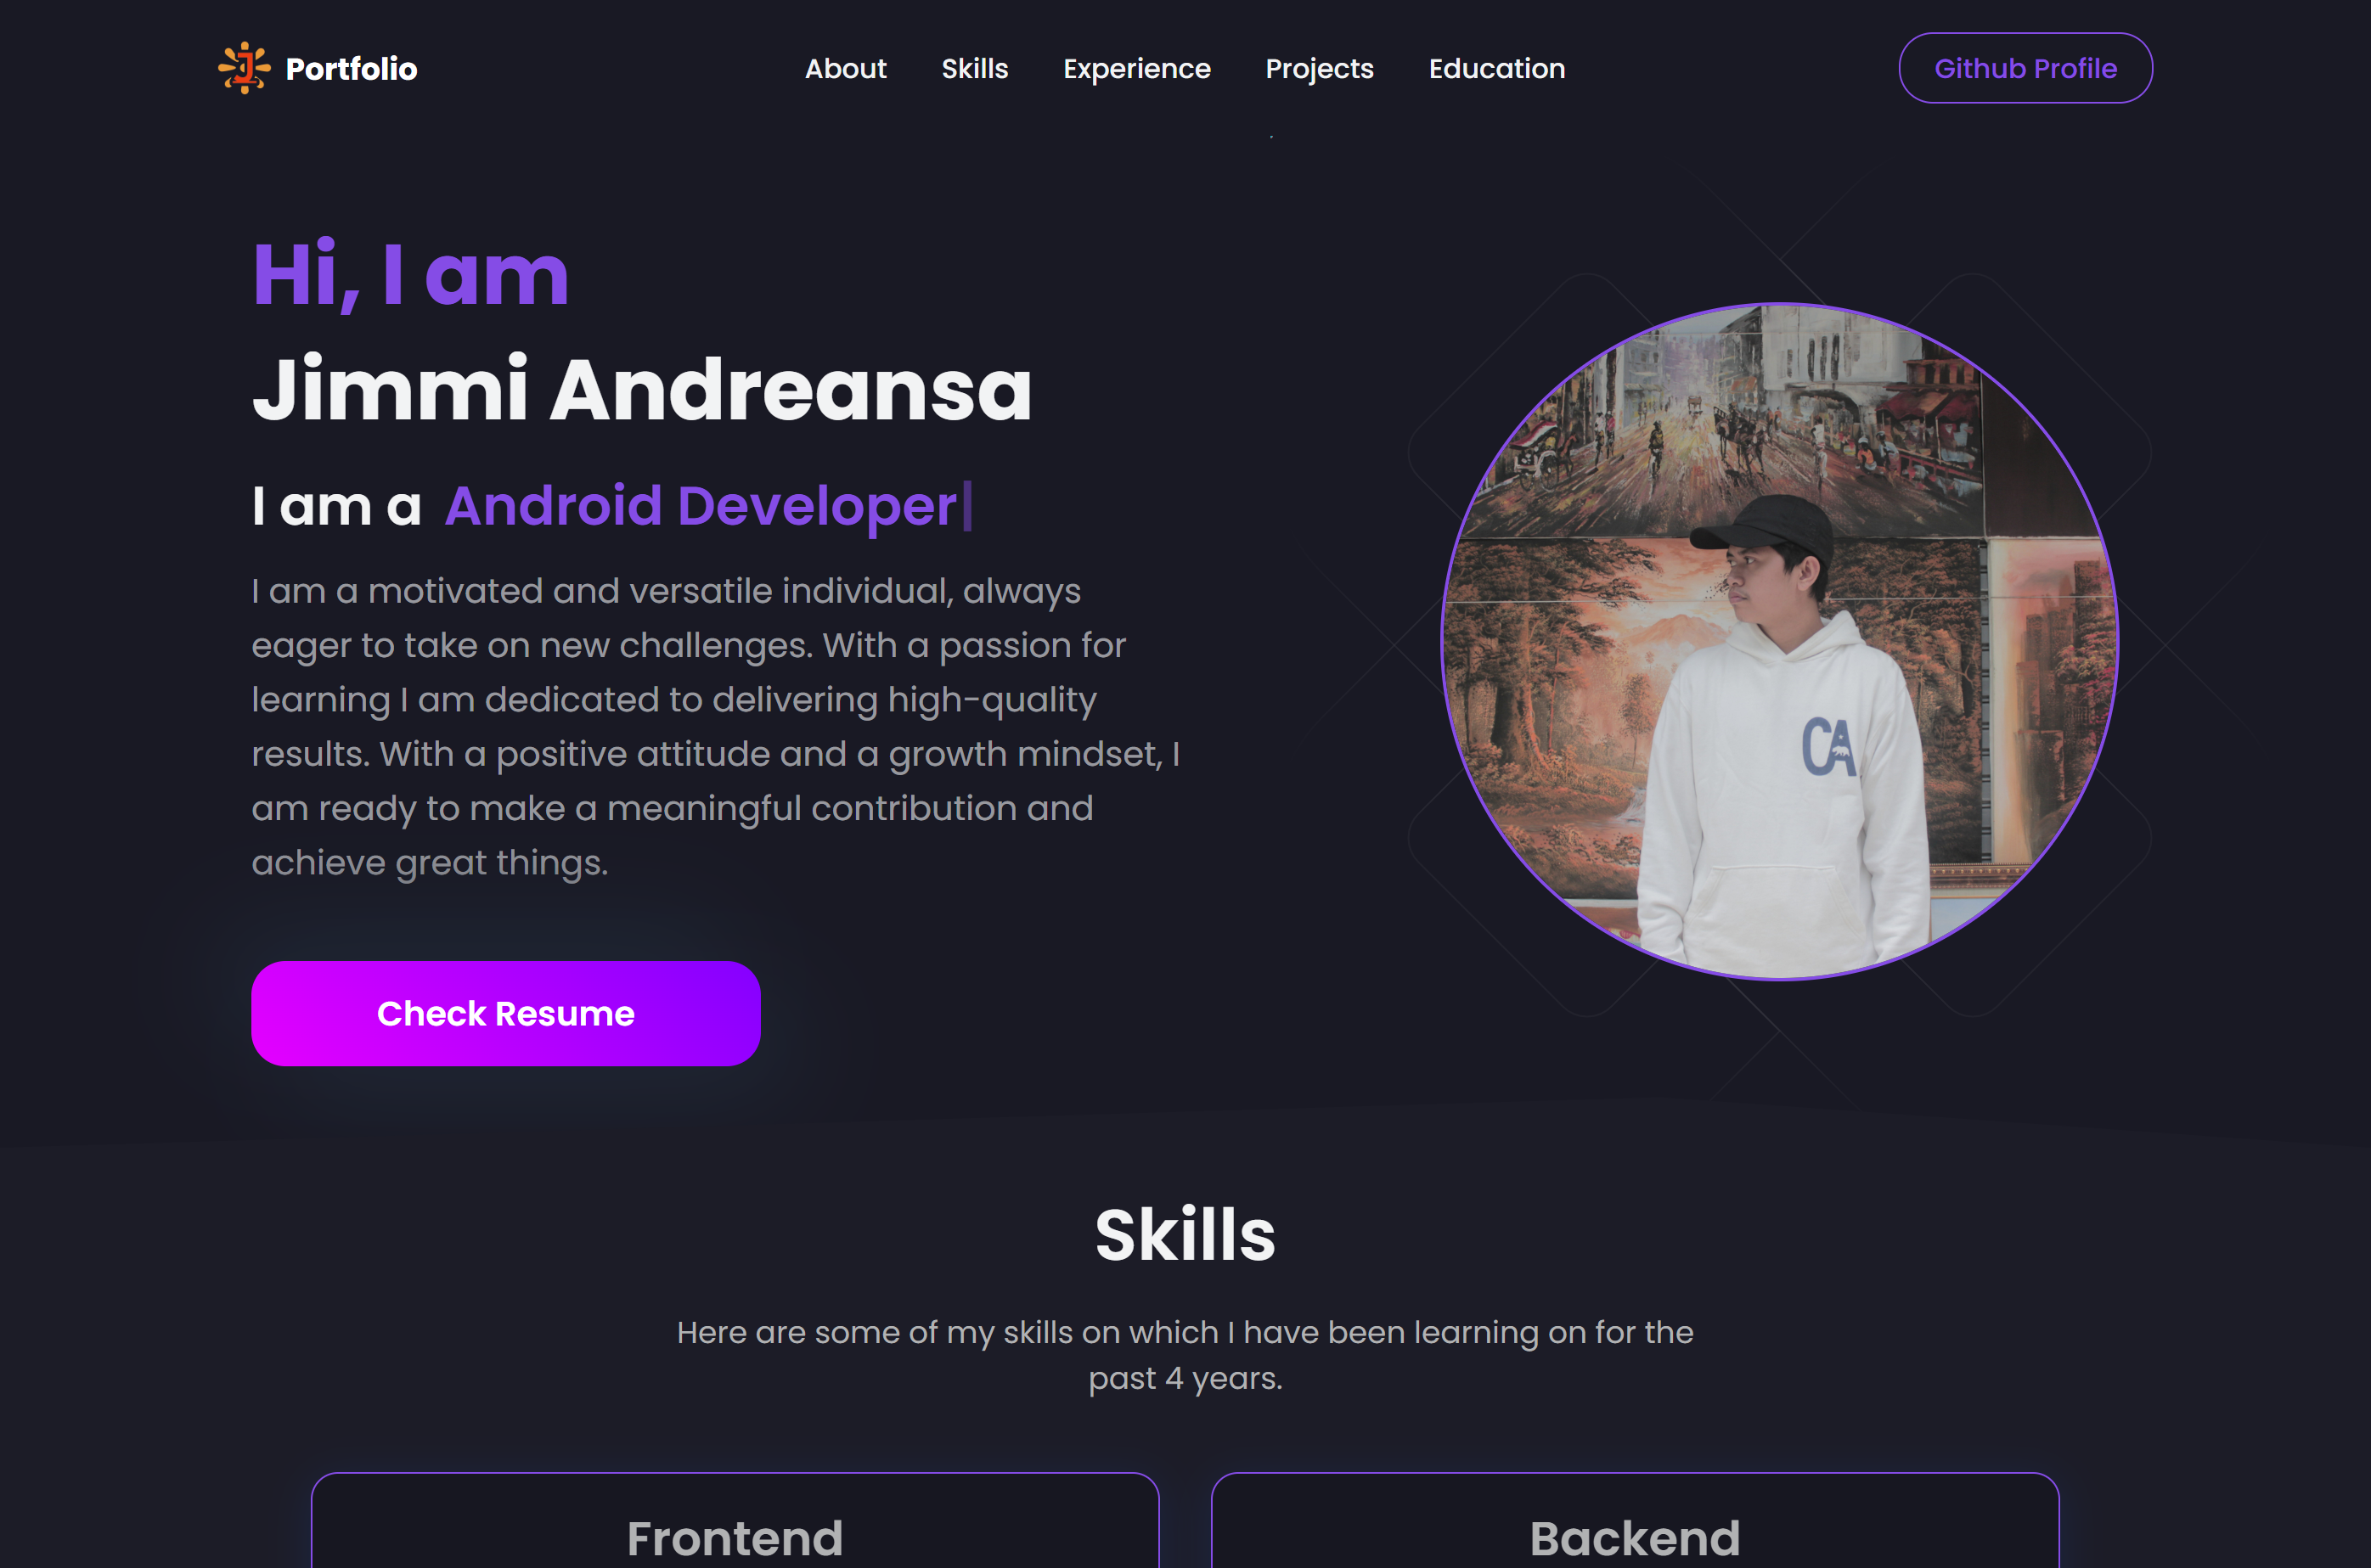 J Portfolio
About Skills Experience Projects Education
Github Profile
Hi, I am
Jimmi Andreansa
I am a Android Developer
I am a motivated and versatile individual, always
eager to take on new challenges. With a passion for
learning I am dedicated to delivering high-quality
results. With a positive attitude and a growth mindset, I
am ready to make a meaningful contribution and
achieve great things.
CA
Check Resume
Skills
Here are some of my skills on which I have been learning on for the
past 4 years.
Frontend
Backend